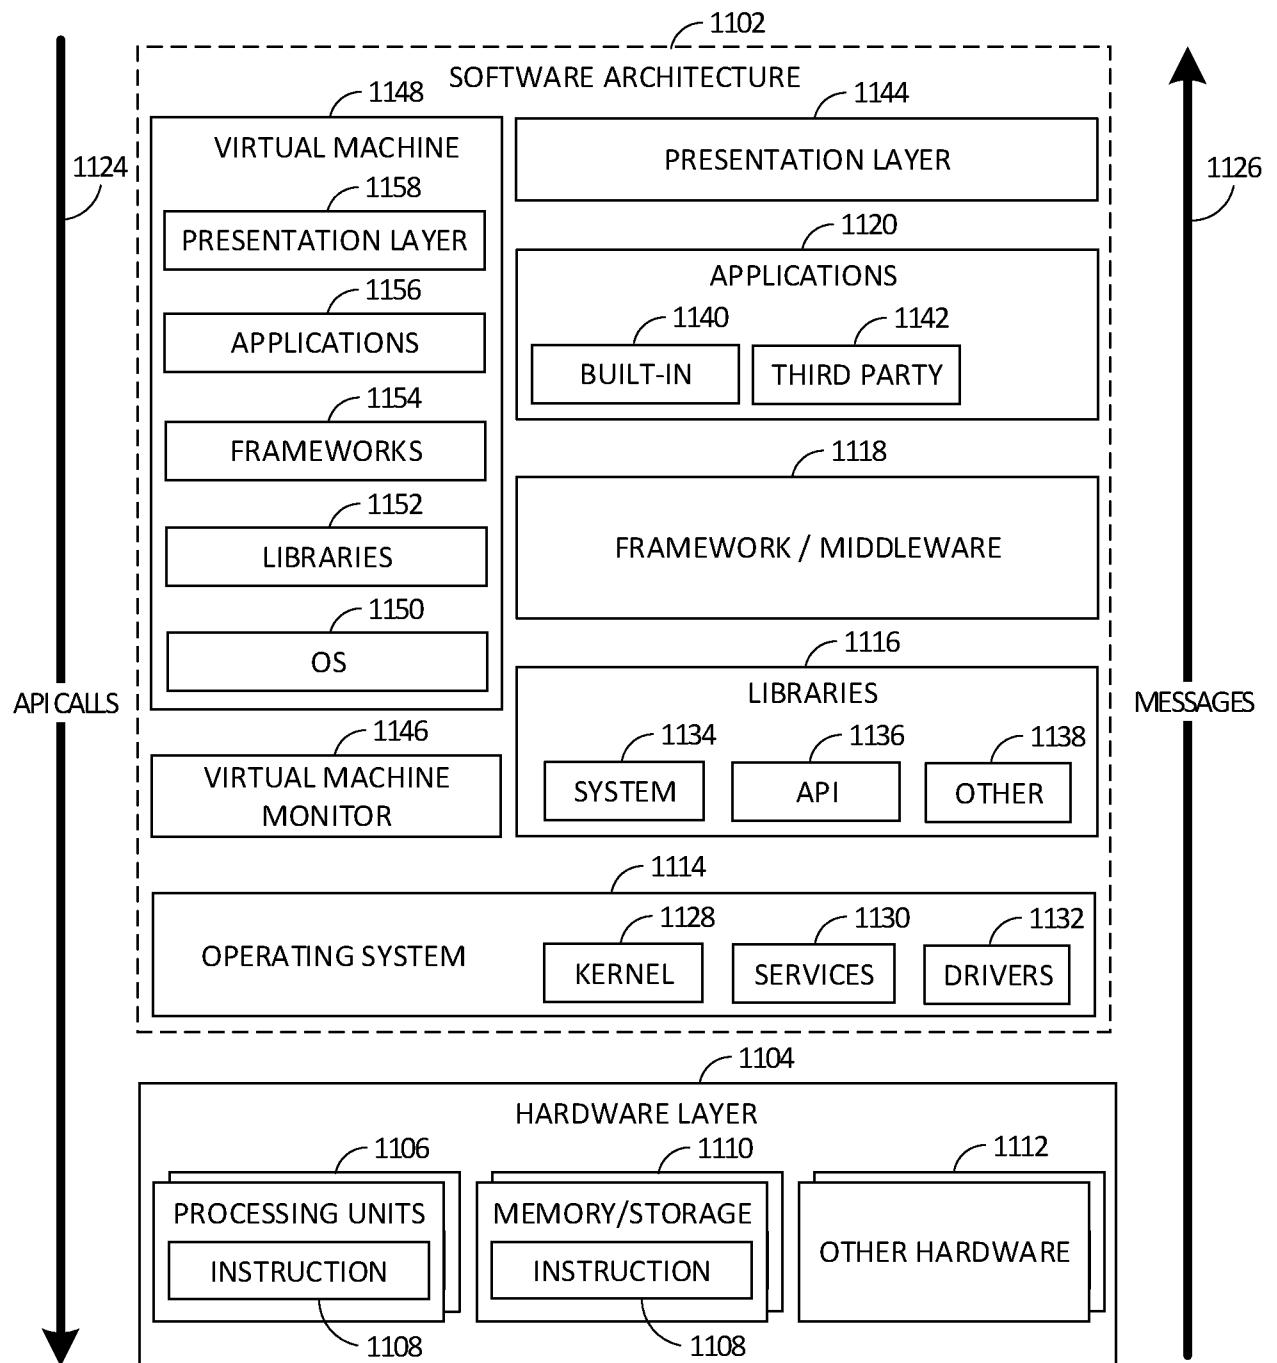 1102
SOFTWARE ARCHITECTURE
1148
VIRTUAL MACHINE
1158
PRESENTATION LAYER
1156
APPLICATIONS
1154
FRAMEWORKS
1152
LIBRARIES
1150
OS
1146
VIRTUAL MACHINE
MONITOR
1144
PRESENTATION LAYER
1120
APPLICATIONS
1140
BUILT-IN
1142
THIRD PARTY
1118
FRAMEWORK / MIDDLEWARE
1116
LIBRARIES
1134
SYSTEM
1136
API
1138
OTHER
1114
OPERATING SYSTEM
1128
KERNEL
1130
SERVICES
1132
DRIVERS
1104
HARDWARE LAYER
1106
PROCESSING UNITS
INSTRUCTION
1108
1110
MEMORY/STORAGE
INSTRUCTION
1108
1112
OTHER HARDWARE
1124
API CALLS
1126
MESSAGES